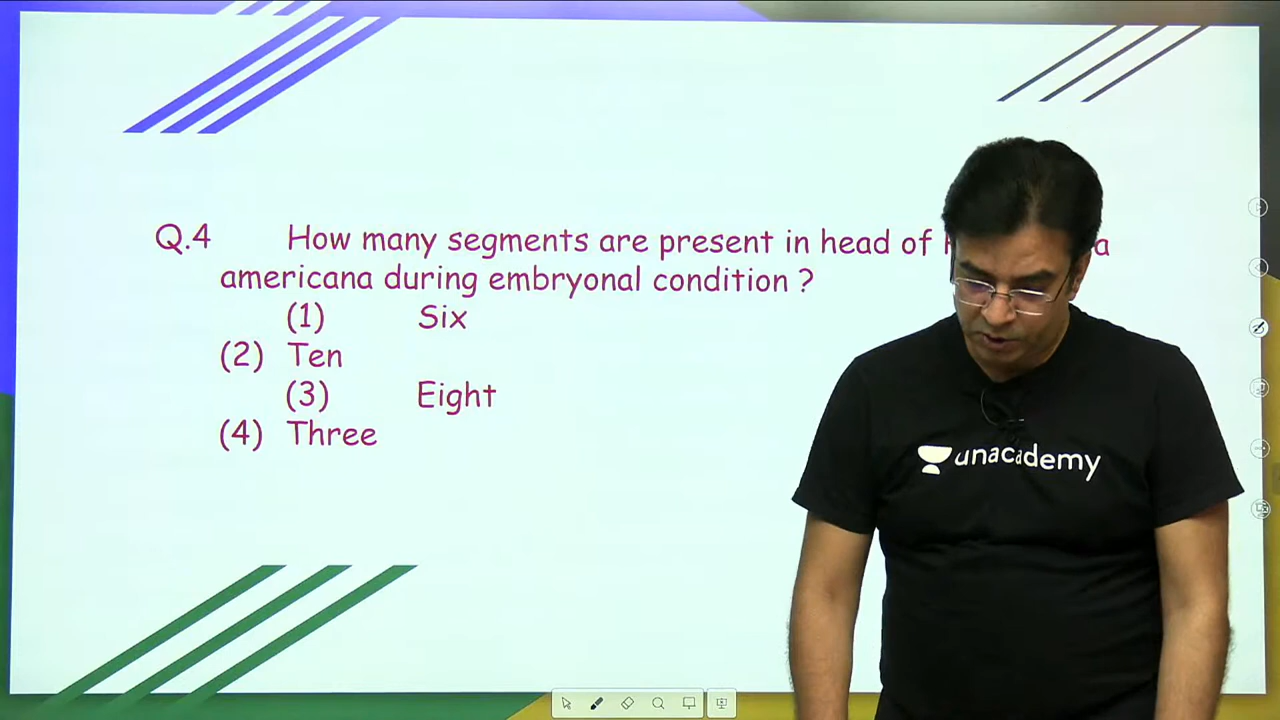 Q.4 How many segments are present in head of
americana during embryonal condition ?
(1) Six
(2) Ten
(3) Eight
(4) Three
unacademy